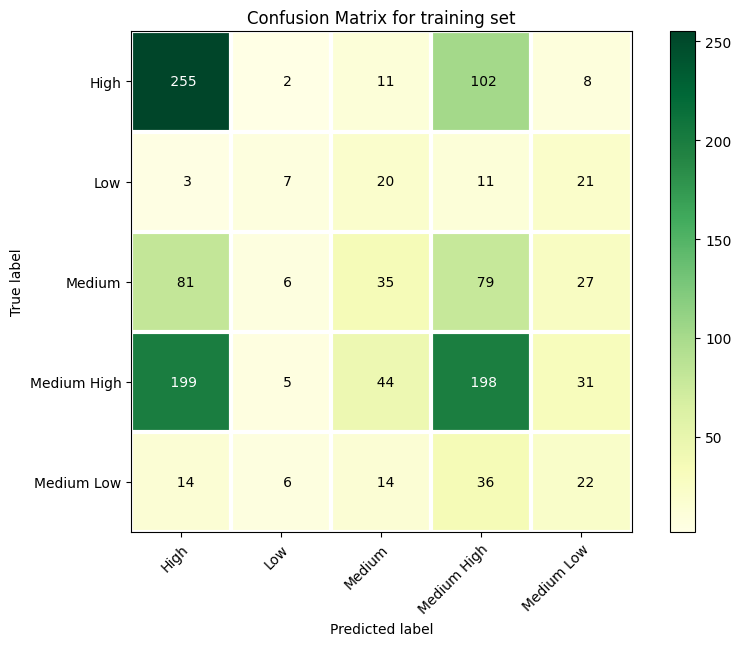 Confusion Matrix for training set
High 255 2 11 102 8
Low 3 7 20 11 21
Medium 81 6 35 79 27
Medium High 199 5 44 198 31
Medium Low 14 6 14 36 22
High Low Medium Medium High Medium Low
True label
Predicted label
250
200
150
100
50